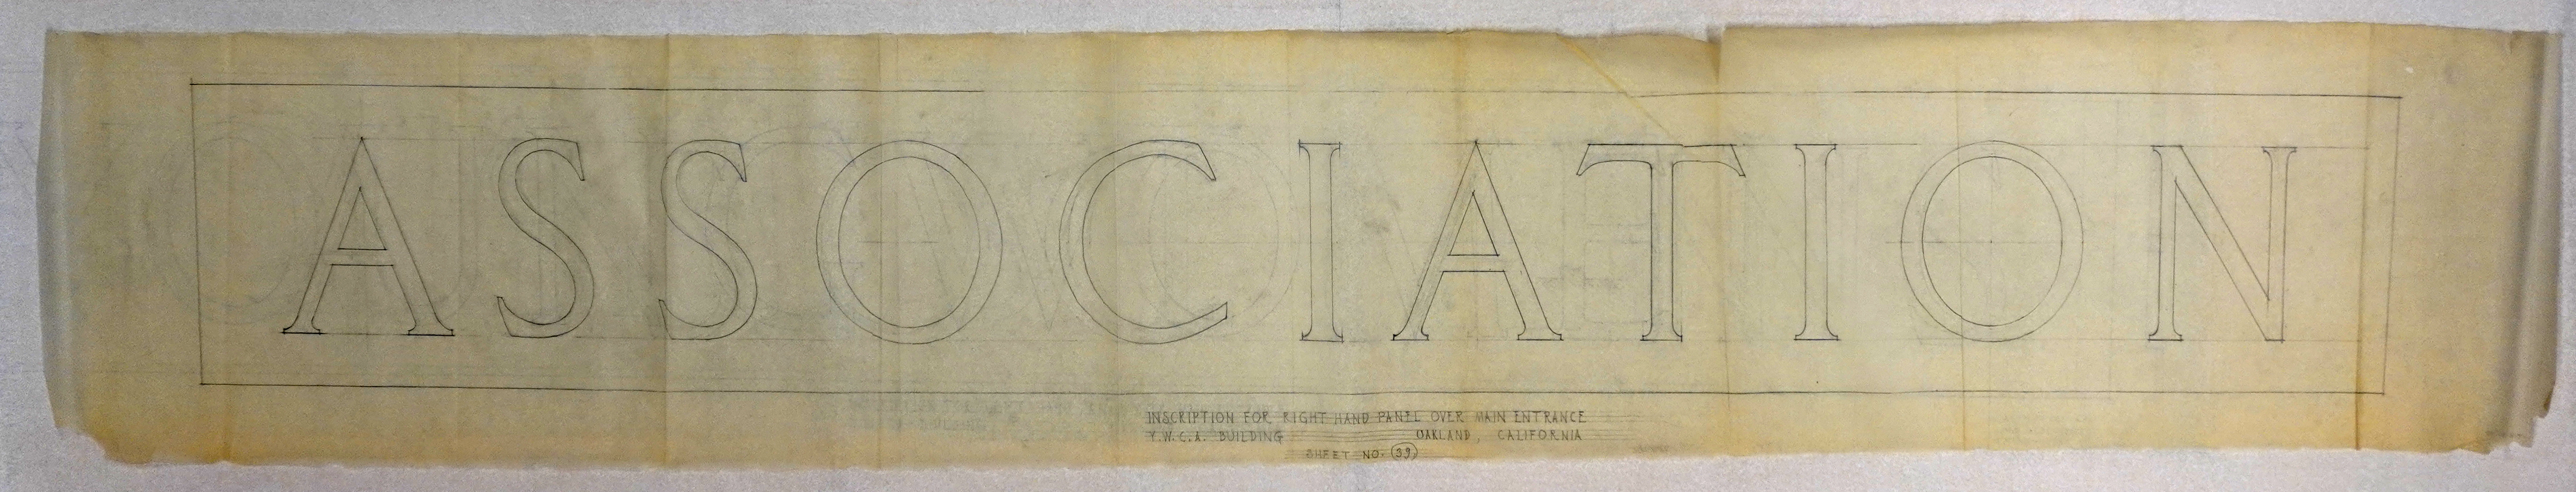 ASSOCIATION
INSCRIPTION FOR RIGHT HAND PANEL OVER MAIN ENTRANCE
Y.W.C.A. BUILDING OAKLAND, CALIFORNIA
SHEET NO. 39